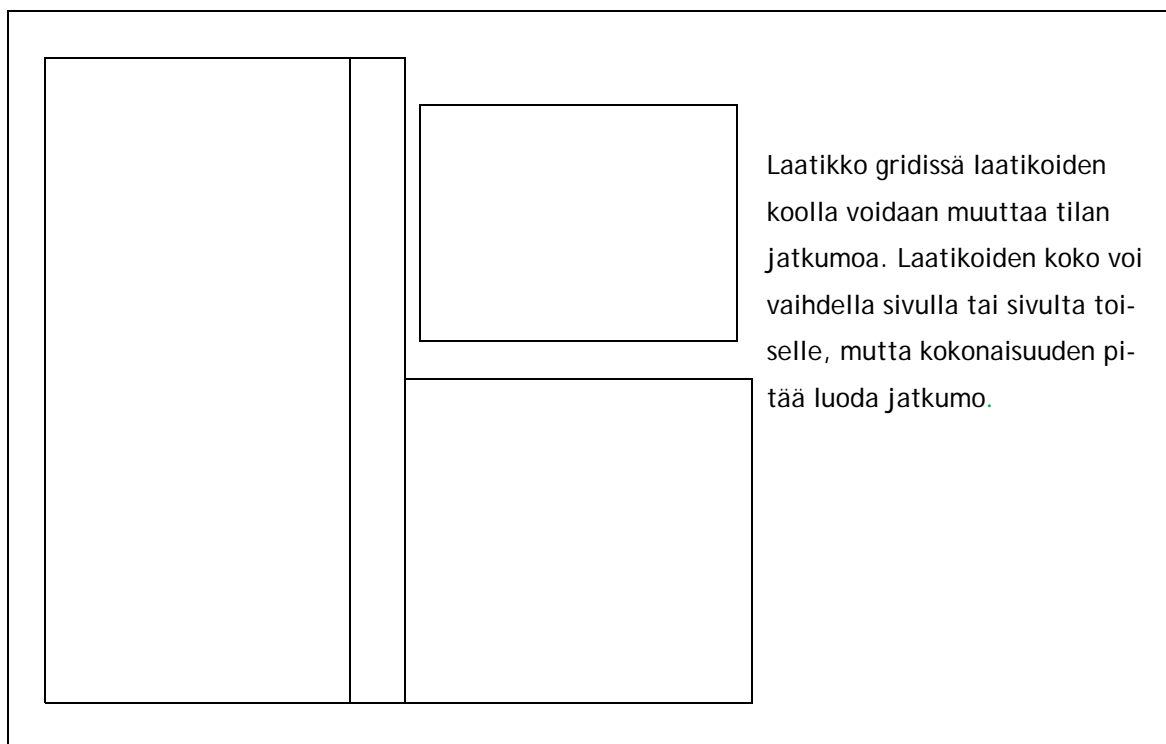 Laatikko gridissä laatikoiden
koolla voidaan muuttaa tilan
jatkumoa. Laatikoiden koko voi
vaihdella sivulla tai sivulta toi-
selle, mutta kokonaisuuden pi-
tää luoda jatkumo.